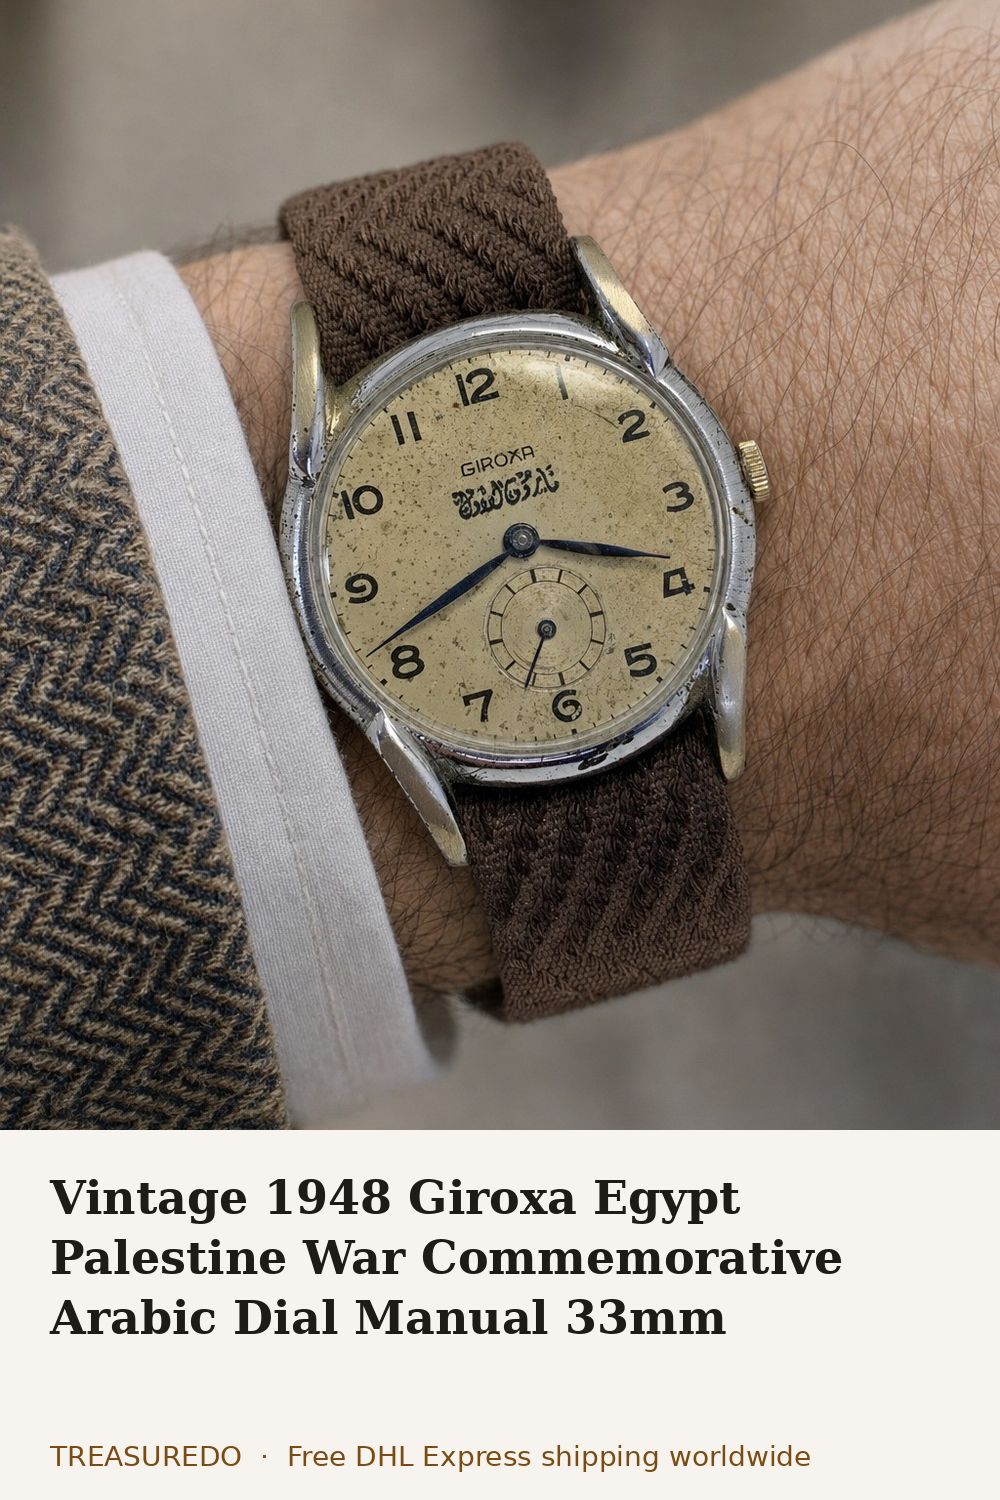 12
1
2
3
4
5
6
7
8
9
10
11
GIROXA
Vintage 1948 Giroxa Egypt
Palestine War Commemorative
Arabic Dial Manual 33mm
TREASUREDO · Free DHL Express shipping worldwide